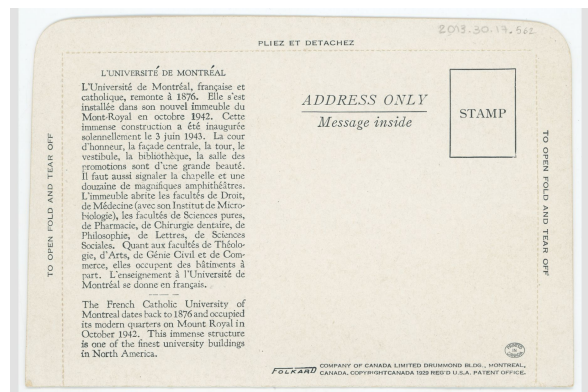 2013.30.17.562
PLIEZ ET DETACHEZ
L'UNIVERSITÉ DE MONTRÉAL
L'Université de Montréal, française et
catholique, remonte à 1876. Elle s'est
installée dans son nouvel immeuble du
Mont-Royal en octobre 1942. Cette
immense construction a été inaugurée
solennellement le 3 juin 1943. La cour
d'honneur, la façade centrale, la tour, le
vestibule, la bibliothèque, la salle des
promotions sont d'une grande beauté.
Il faut aussi signaler la chapelle et une
douzaine de magnifiques amphithéâtres.
L'immeuble abrite les facultés de Droit,
de Médecine (avec son Institut de Micro-
biologie), les facultés de Sciences pures,
de Pharmacie, de Chirurgie dentaire, de
Philosophie, de Lettres, de Sciences
Sociales. Quant aux facultés de Théolo-
gie, d'Arts, de Génie Civil et de Com-
merce, elles occupent des bâtiments à
part. L'enseignement à l'Université de
Montréal se donne en français.
The French Catholic University of
Montreal dates back to 1876 and occupied
its modern quarters on Mount Royal in
October 1942. This immense structure
is one of the finest university buildings
in North America.
ADDRESS ONLY
Message inside
STAMP
TO OPEN FOLD AND TEAR OFF
TO OPEN FOLD AND TEAR OFF
FOLKARD COMPANY OF CANADA LIMITED DRUMMOND BLDG., MONTREAL,
CANADA. COPYRIGHT CANADA 1929 REG'D U.S.A. PATENT OFFICE.